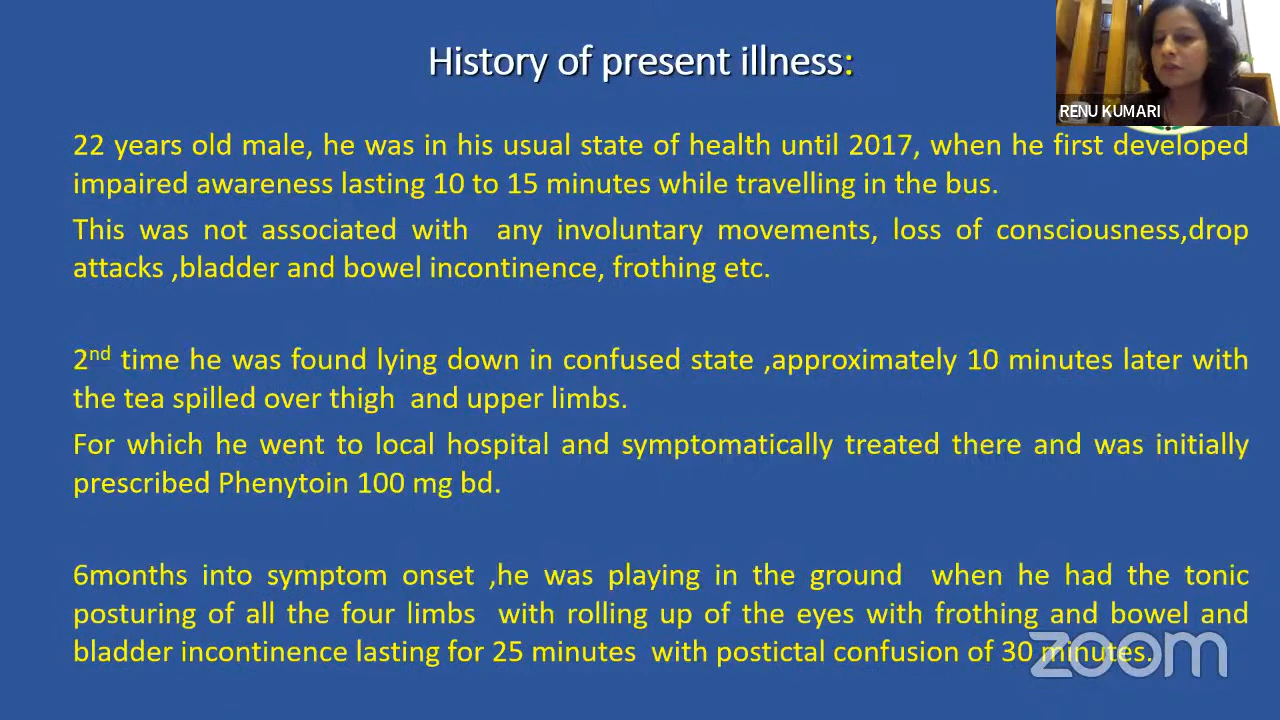 History of present illness:
RENU KUMARI
22 years old male, he was in his usual state of health until 2017, when he first developed
impaired awareness lasting 10 to 15 minutes while travelling in the bus.
This was not associated with any involuntary movements, loss of consciousness,drop
attacks ,bladder and bowel incontinence, frothing etc.
2nd time he was found lying down in confused state ,approximately 10 minutes later with
the tea spilled over thigh and upper limbs.
For which he went to local hospital and symptomatically treated there and was initially
prescribed Phenytoin 100 mg bd.
6months into symptom onset ,he was playing in the ground when he had the tonic
posturing of all the four limbs with rolling up of the eyes with frothing and bowel and
bladder incontinence lasting for 25 minutes with postictal confusion of 30 minutes.
zoom